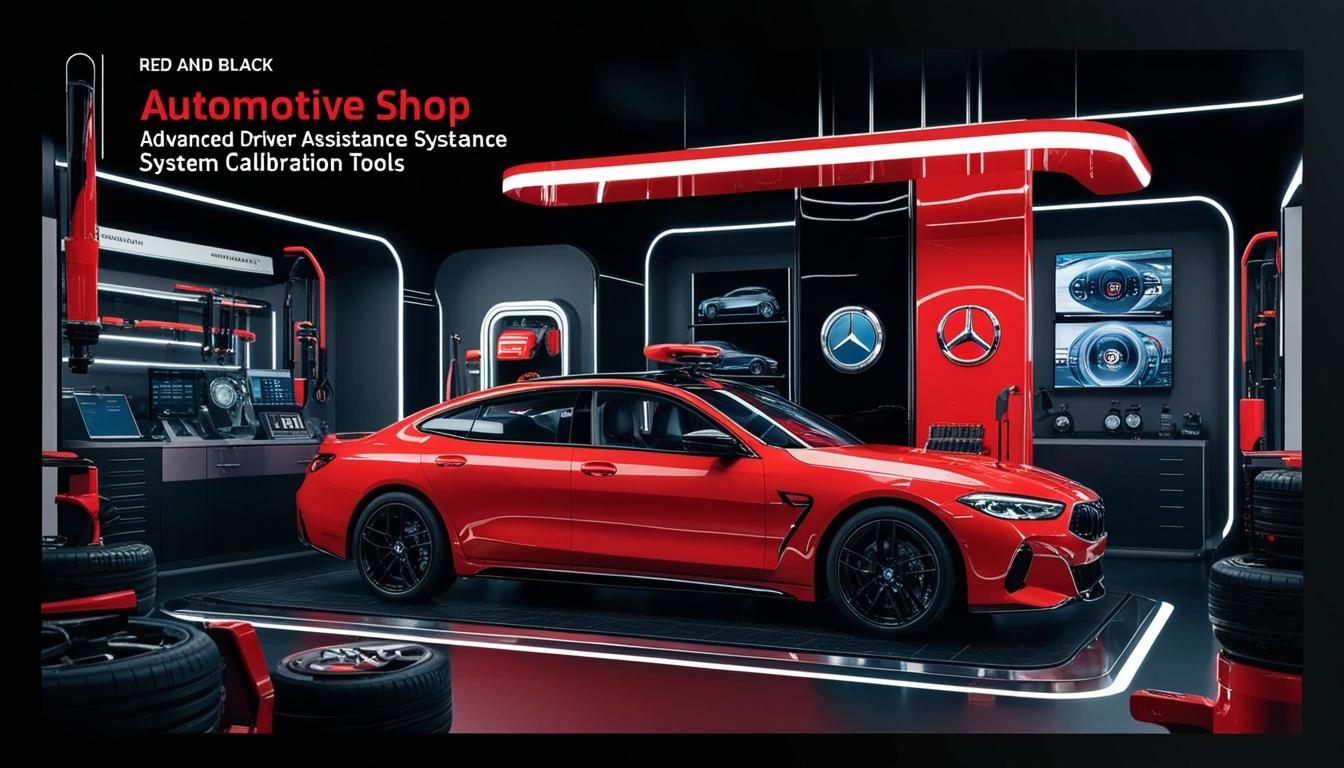 RED AND BLACK
Automotive Shop
Advanced Driver Assistance Systance
System Calibration Tools